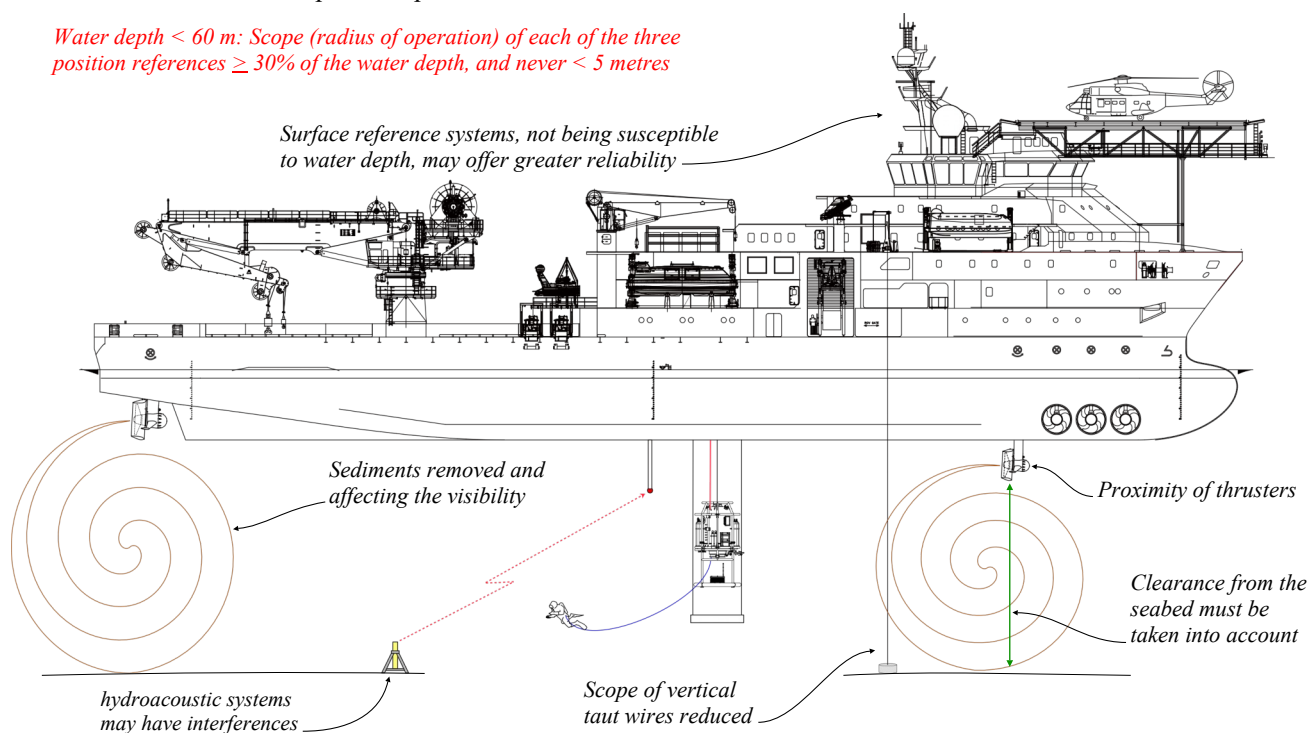 Water depth < 60 m: Scope (radius of operation) of each of the three
position references ≥ 30% of the water depth, and never < 5 metres
Surface reference systems, not being susceptible
to water depth, may offer greater reliability
Sediments removed and
affecting the visibility
Proximity of thrusters
Clearance from the
seabed must be
taken into account
hydroacoustic systems
may have interferences
Scope of vertical
taut wires reduced